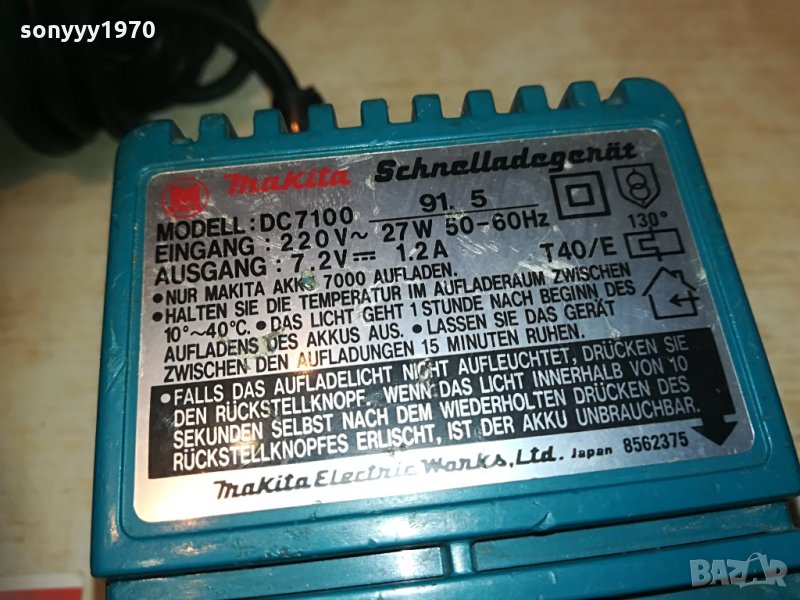 sonyyy1970
M Makita Schnelladegerät
MODELL: DC7100 91. 5
EINGANG : 220V~ 27W 50-60Hz
AUSGANG : 7.2V⎓ 1.2A T40/E 130°
•NUR MAKITA AKKU 7000 AUFLADEN.
•HALTEN SIE DIE TEMPERATUR IM AUFLADERAUM ZWISCHEN
10°~40°C. •DAS LICHT GEHT 1 STUNDE NACH BEGINN DES
AUFLADENS DES AKKUS AUS. •LASSEN SIE DAS GERÄT
ZWISCHEN DEN AUFLADUNGEN 15 MINUTEN RUHEN.
•FALLS DAS AUFLADELICHT NICHT AUFLEUCHTET, DRÜCKEN SIE
DEN RÜCKSTELLKNOPF. WENN DAS LICHT INNERHALB VON 10
SEKUNDEN SELBST NACH DEM WIEDERHOLTEN DRÜCKEN DES
RÜCKSTELLKNOPFES ERLISCHT, IST DER AKKU UNBRAUCHBAR.
Makita Electric Works, Ltd. Japan 8562375
BAZAR